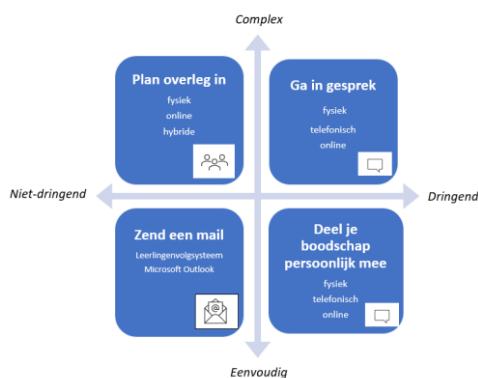 Complex
Plan overleg in
fysiek
online
hybride
Ga in gesprek
fysiek
telefonisch
online
Niet-dringend
Dringend
Zend een mail
Leerlingenvolgsysteem
Microsoft Outlook
@
Deel je
boodschap
persoonlijk mee
fysiek
telefonisch
online
Eenvoudig